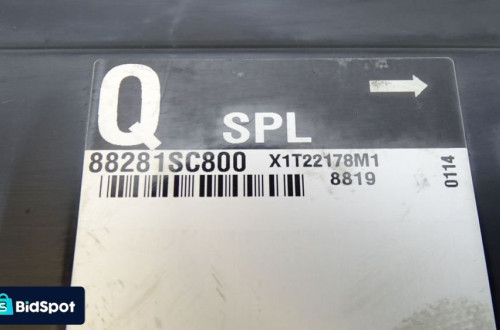 Q
SPL
88281SC800 X1T22178M1
8819
0114
BidSpot